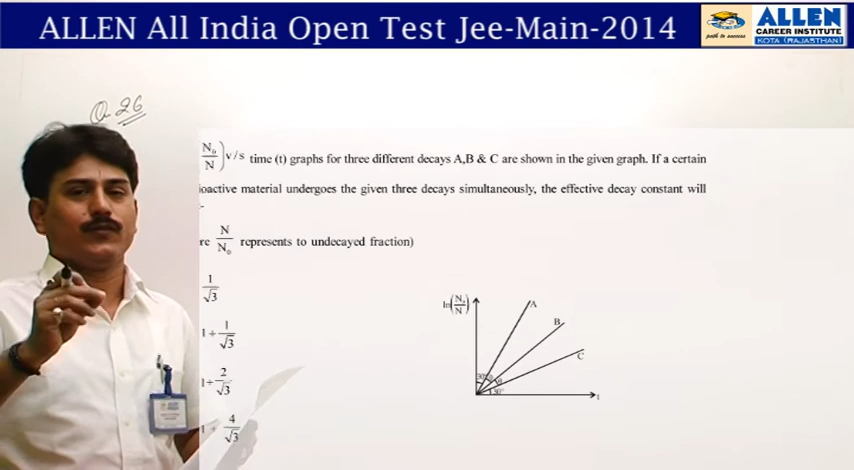 ALLEN All India Open Test Jee-Main-2014
path to success
ALLEN
CAREER INSTITUTE
KOTA (RAJASTHAN)
Q.26
N₀/N) v/s time (t) graphs for three different decays A,B & C are shown in the given graph. If a certain
ioactive material undergoes the given three decays simultaneously, the effective decay constant will
re N/N₀ represents to undecayed fraction)
1/√3
1+ 1/√3
1+ 2/√3
1+ 4/√3
ln(N₀/N)
A
B
C
30°
θ
θ
30°
t